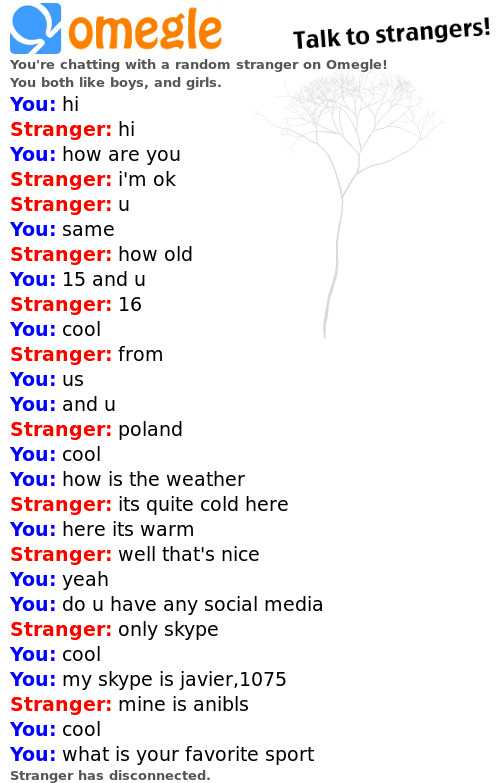 omegle
Talk to strangers!
You're chatting with a random stranger on Omegle!
You both like boys, and girls.
You: hi
Stranger: hi
You: how are you
Stranger: i'm ok
Stranger: u
You: same
Stranger: how old
You: 15 and u
Stranger: 16
You: cool
Stranger: from
You: us
You: and u
Stranger: poland
You: cool
You: how is the weather
Stranger: its quite cold here
You: here its warm
Stranger: well that's nice
You: yeah
You: do u have any social media
Stranger: only skype
You: cool
You: my skype is javier,1075
Stranger: mine is anibls
You: cool
You: what is your favorite sport
Stranger has disconnected.